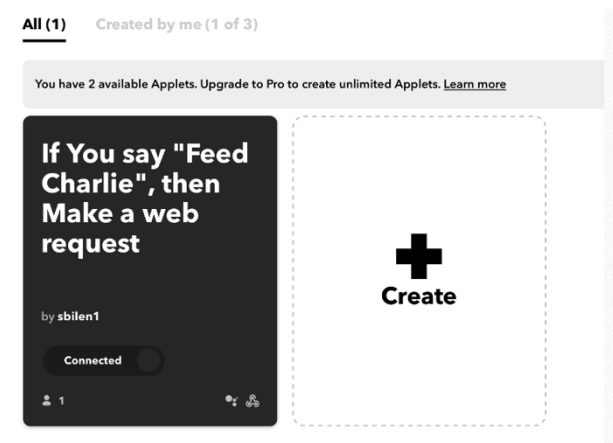 All (1) Created by me (1 of 3)
You have 2 available Applets. Upgrade to Pro to create unlimited Applets. Learn more
If You say "Feed
Charlie", then
Make a web
request
by sbilen1
Connected
1
Create